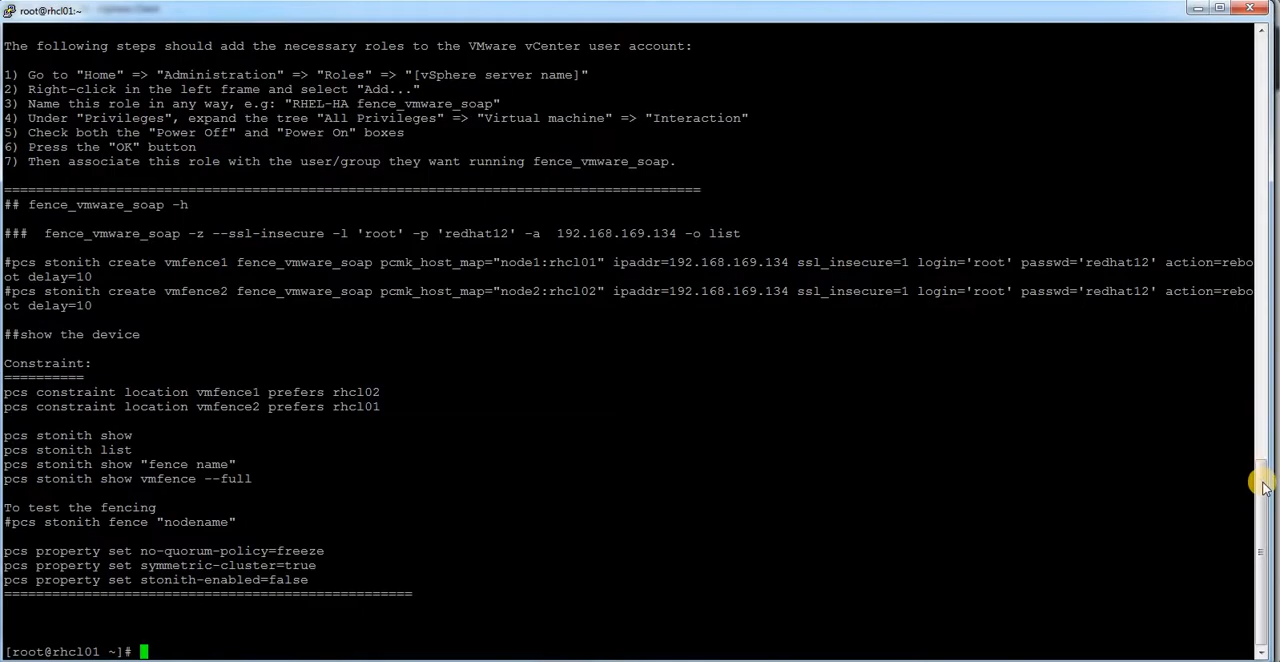 root@rhcl01:~
The following steps should add the necessary roles to the VMware vCenter user account:
1) Go to "Home" => "Administration" => "Roles" => "[vSphere server name]"
2) Right-click in the left frame and select "Add..."
3) Name this role in any way, e.g: "RHEL-HA fence_vmware_soap"
4) Under "Privileges", expand the tree "All Privileges" => "Virtual machine" => "Interaction"
5) Check both the "Power Off" and "Power On" boxes
6) Press the "OK" button
7) Then associate this role with the user/group they want running fence_vmware_soap.
=======================================================================================
## fence_vmware_soap -h
###  fence_vmware_soap -z --ssl-insecure -l 'root' -p 'redhat12' -a  192.168.169.134 -o list
#pcs stonith create vmfence1 fence_vmware_soap pcmk_host_map="node1:rhcl01" ipaddr=192.168.169.134 ssl_insecure=1 login='root' passwd='redhat12' action=rebo
ot delay=10
#pcs stonith create vmfence2 fence_vmware_soap pcmk_host_map="node2:rhcl02" ipaddr=192.168.169.134 ssl_insecure=1 login='root' passwd='redhat12' action=rebo
ot delay=10
##show the device
Constraint:
==========
pcs constraint location vmfence1 prefers rhcl02
pcs constraint location vmfence2 prefers rhcl01
pcs stonith show
pcs stonith list
pcs stonith show "fence name"
pcs stonith show vmfence --full
To test the fencing
#pcs stonith fence "nodename"
pcs property set no-quorum-policy=freeze
pcs property set symmetric-cluster=true
pcs property set stonith-enabled=false
===================================================
[root@rhcl01 ~]#